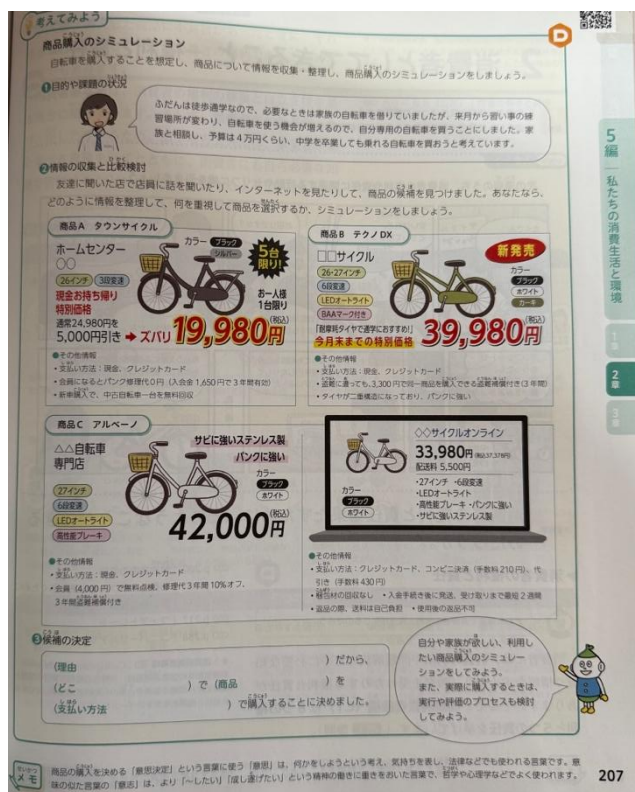 考えてみよう
商品購入のシミュレーション
自転車を購入することを想定し、商品について情報を収集・整理し、商品購入のシミュレーションをしましょう。
❶目的や課題の状況
ふだんは徒歩通学なので、必要なときは家族の自転車を借りていましたが、来月から習い事の練
習場所が変わり、自転車を使う機会が増えるので、自分専用の自転車を買うことにしました。家
族と相談し、予算は4万円くらい、中学を卒業しても乗れる自転車を買おうと考えています。
❷情報の収集と比較検討
友達に聞いた店で店員に話を聞いたり、インターネットを見たりして、商品の候補を見つけました。あなたなら、
どのように情報を整理して、何を重視して商品を選択するか、シミュレーションをしましょう。
商品A タウンサイクル
ホームセンター
○○
カラー ブラック
シルバー
5台
限り!
26インチ 3段変速
現金お持ち帰り
特別価格
お一人様
1台限り
通常24,980円を
5,000円引き → ズバリ 19,980円(税込)
●その他情報
・支払い方法:現金、クレジットカード
・会員になるとパンク修理代0円(入会金1,650円で3年間有効)
・新車購入で、中古自転車一台を無料回収
商品B テクノDX
□□サイクル
新発売
26・27インチ
6段変速
LEDオートライト
BAAマーク付き
カラー
ブラック
ホワイト
カーキ
「耐摩耗タイヤで通学におすすめ!」
今月末までの特別価格 39,980円(税込)
●その他情報
・支払い方法:現金、クレジットカード
・盗難に遭っても、3,300円で同一商品を購入できる盗難補償付き(3年間)
・タイヤが二重構造になっており、パンクに強い
商品C アルベーノ
△△自転車
専門店
サビに強いステンレス製
パンクに強い
27インチ
6段変速
LEDオートライト
高性能ブレーキ
カラー
ブラック
ホワイト
42,000円(税込)
●その他情報
・支払い方法:現金、クレジットカード
・会員(4,000円)で無料点検、修理代3年間10%オフ、
3年間盗難補償付き
◇◇サイクルオンライン
33,980円(税込37,378円)
配送料 5,500円
カラー
ブラック
ホワイト
・27インチ ・6段変速
・LEDオートライト
・高性能ブレーキ・パンクに強い
・サビに強いステンレス製
●その他情報
・支払い方法:クレジットカード、コンビニ決済(手数料210円)、代
引き(手数料430円)
・梱包材の回収なし ・入金手続き後に発送、受け取りまで最短2週間
・返品の際、送料は自己負担 ・使用後の返品不可
❸候補の決定
(理由 )だから、
(どこ )で(商品 )を
(支払い方法 )で購入することに決めました。
自分や家族が欲しい、利用し
たい商品購入のシミュレー
ションをしてみよう。
また、実際に購入するときは、
実行や評価のプロセスも検討
してみよう。
メモ
商品の購入を決める「意思決定」という言葉に使う「意思」は、何かをしようという考え、気持ちを表し、法律などでも使われる言葉です。意
味の似た言葉の「意志」は、より「〜したい」「成し遂げたい」という精神の働きに重きをおいた言葉で、哲学や心理学などでよく使われます。
207
5編
私たちの消費生活と環境
1章
2章
3章
D